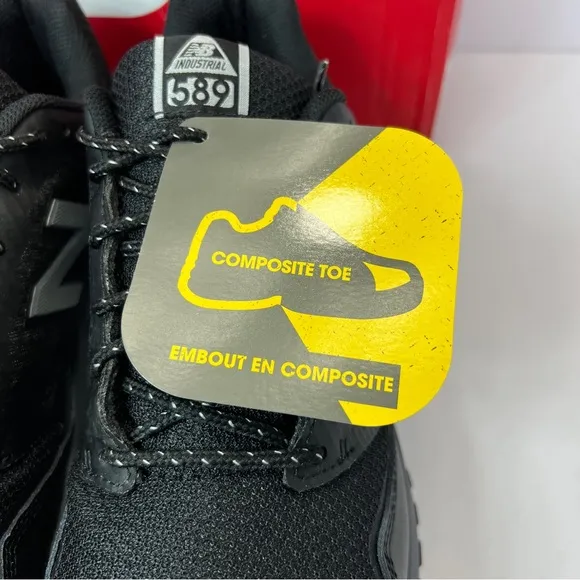 NB
INDUSTRIAL
589
COMPOSITE TOE
EMBOUT EN COMPOSITE
N